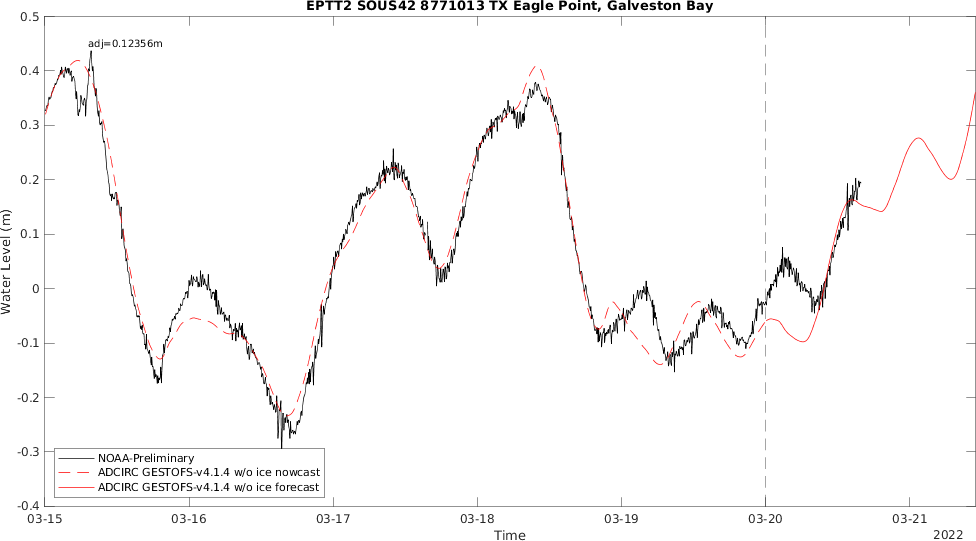 EPTT2 SOUS42 8771013 TX Eagle Point, Galveston Bay
adj=0.12356m
0.5
0.4
0.3
0.2
0.1
0
-0.1
-0.2
-0.3
-0.4
Water Level (m)
NOAA-Preliminary
ADCIRC GESTOFS-v4.1.4 w/o ice nowcast
ADCIRC GESTOFS-v4.1.4 w/o ice forecast
03-15 03-16 03-17 03-18 03-19 03-20 03-21
Time
2022